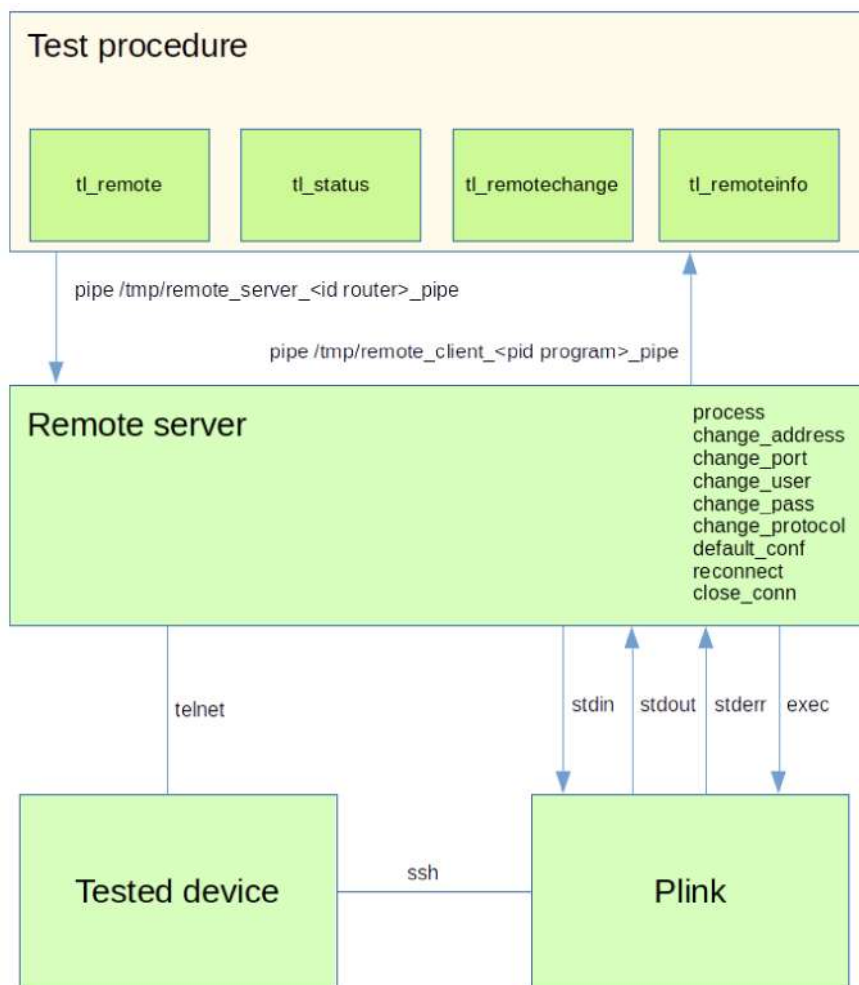 Test procedure
tl_remote
tl_status
tl_remotechange
tl_remoteinfo
pipe /tmp/remote_server_<id router>_pipe
pipe /tmp/remote_client_<pid program>_pipe
Remote server
process
change_address
change_port
change_user
change_pass
change_protocol
default_conf
reconnect
close_conn
telnet
stdin
stdout
stderr
exec
Tested device
ssh
Plink